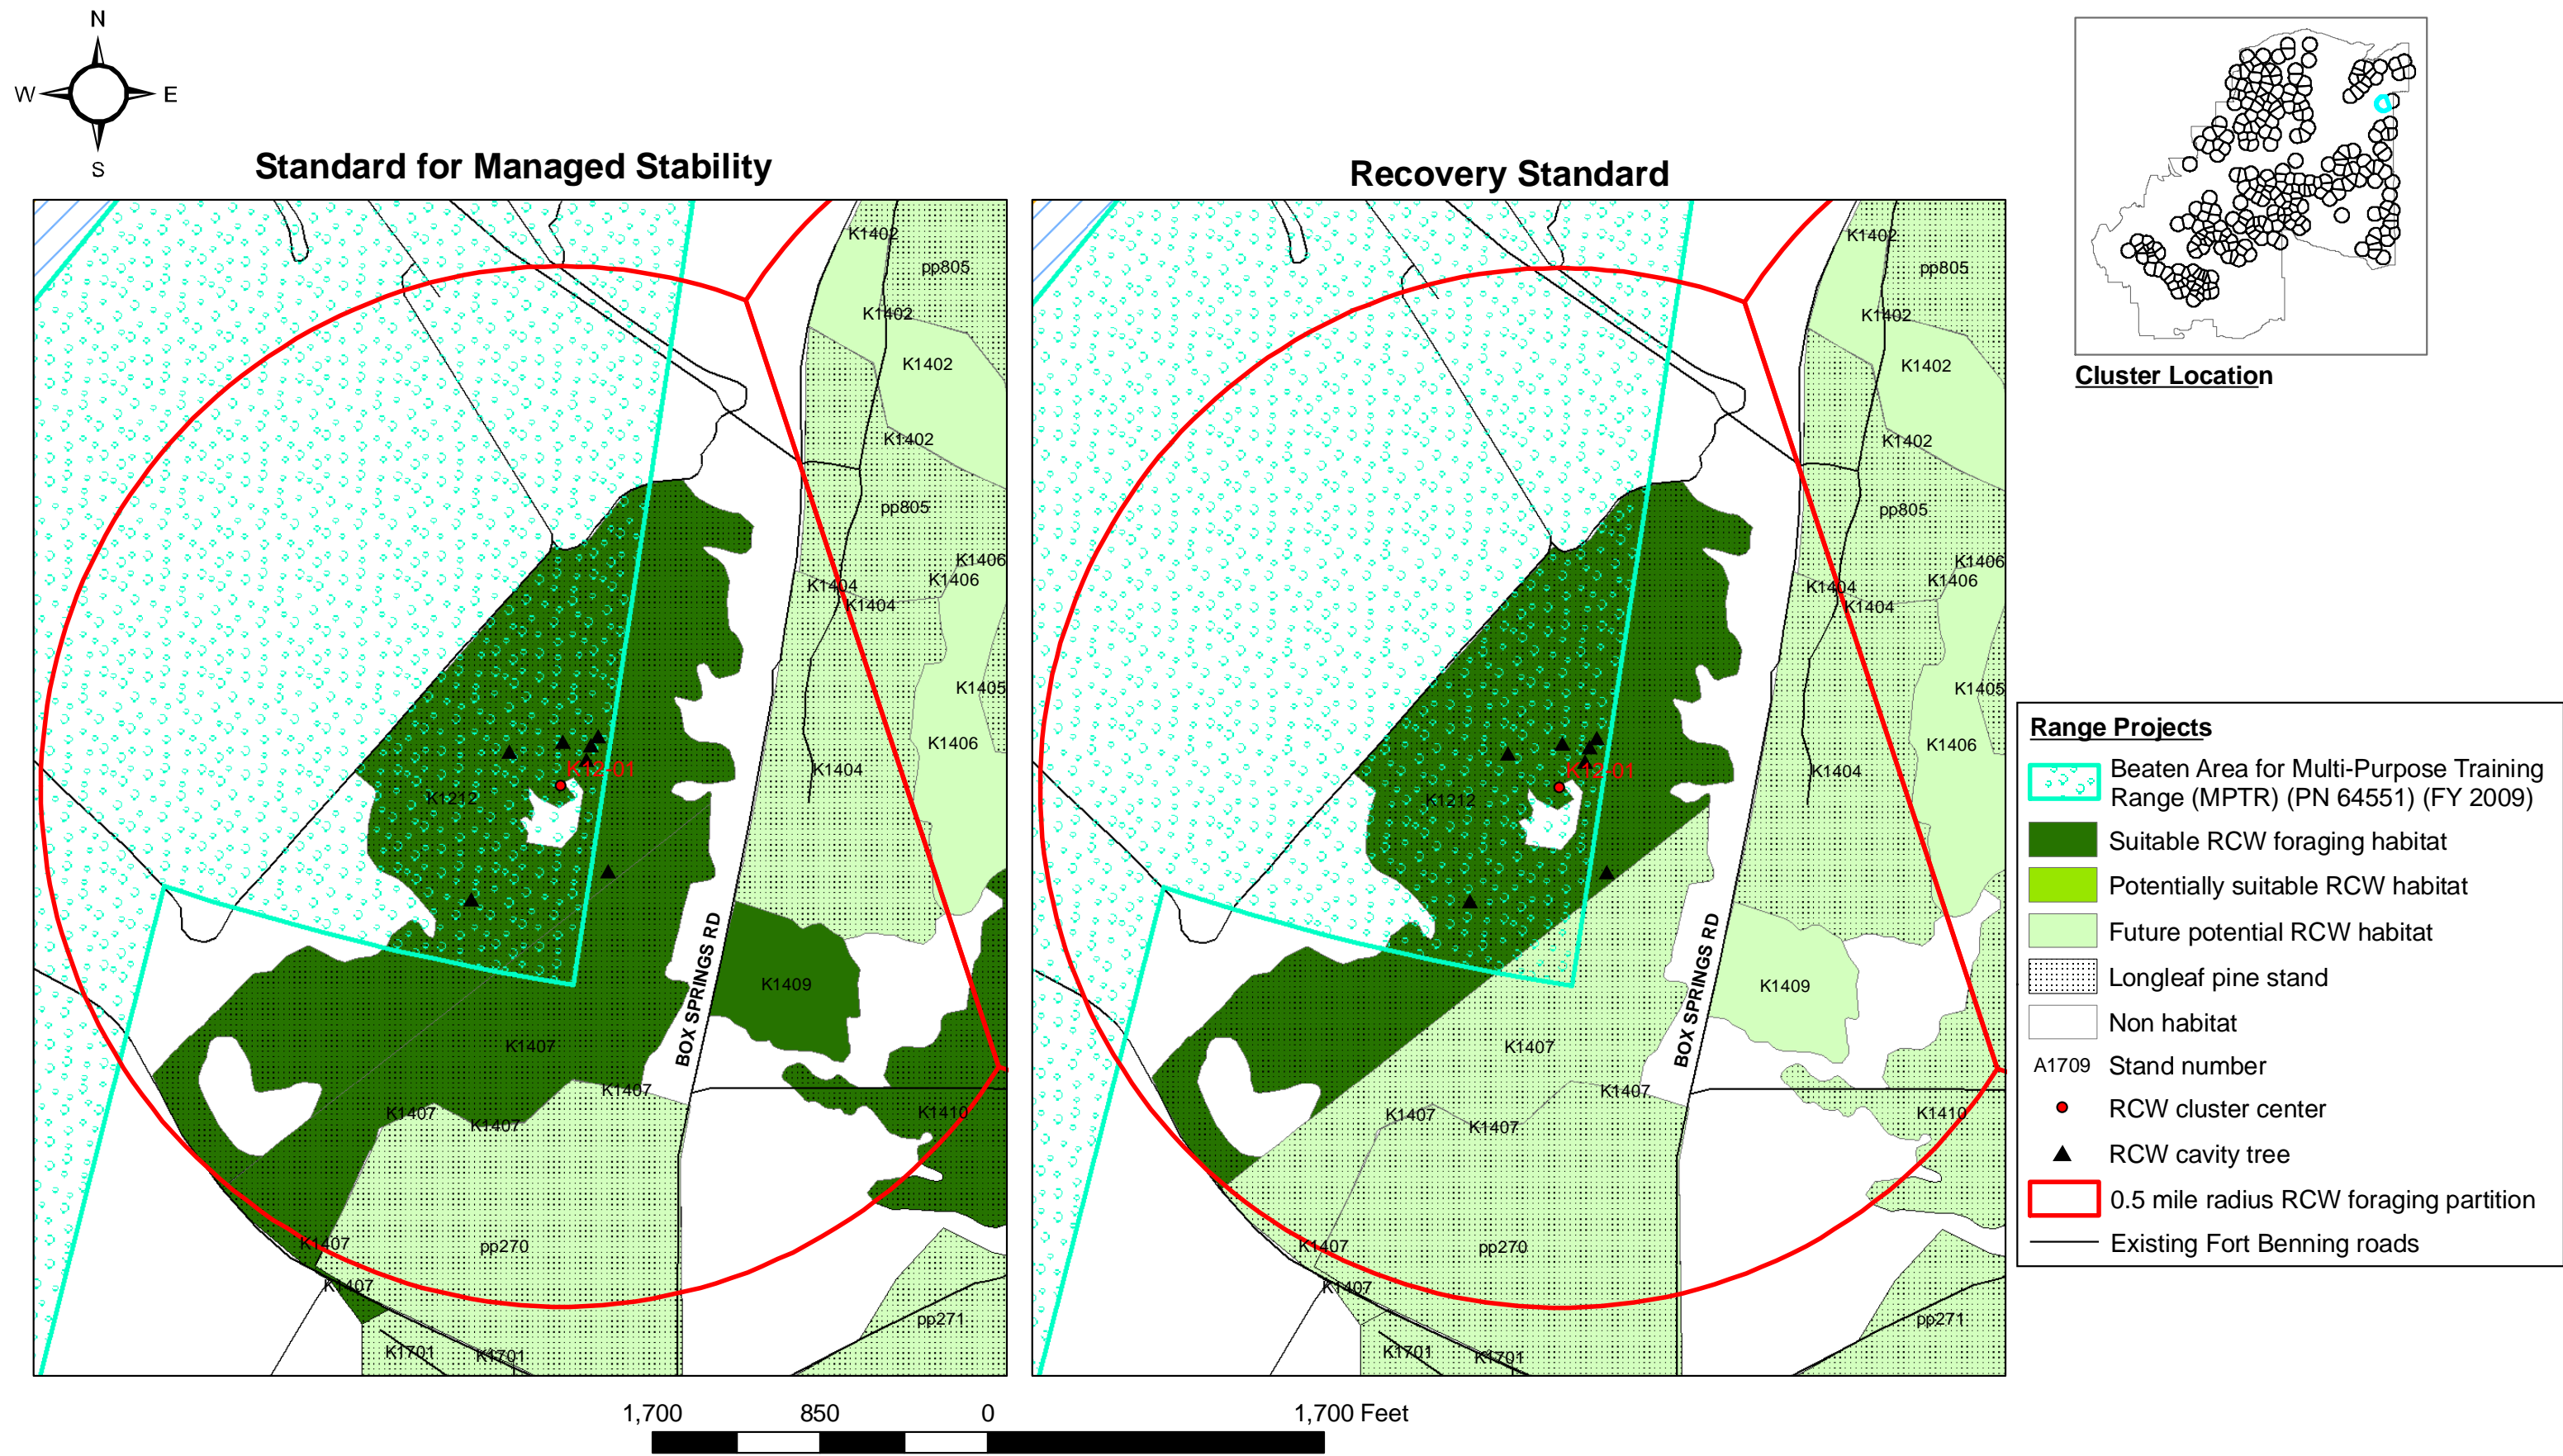 N
W E
S
Standard for Managed Stability
Recovery Standard
Cluster Location
K1402
pp805
K1402
K1402
K1402
pp805
K1406
K1406
K1404
K1404
K1405
K1406
K12-01
K1404
K1212
BOX SPRINGS RD
K1409
K1407
K1407
K1407
K1407
K1410
K1407
pp270
K1407
pp271
K1701
K1701
K1402
pp805
K1402
K1402
K1402
pp805
K1406
K1406
K1404
K1404
K1405
K1406
K12-01
K1404
K1212
BOX SPRINGS RD
K1409
K1407
K1407
K1407
K1407
K1410
K1407
pp270
K1407
pp271
K1701
K1701
Range Projects
Beaten Area for Multi-Purpose Training
Range (MPTR) (PN 64551) (FY 2009)
Suitable RCW foraging habitat
Potentially suitable RCW habitat
Future potential RCW habitat
Longleaf pine stand
Non habitat
A1709 Stand number
RCW cluster center
RCW cavity tree
0.5 mile radius RCW foraging partition
Existing Fort Benning roads
1,700 850 0 1,700 Feet